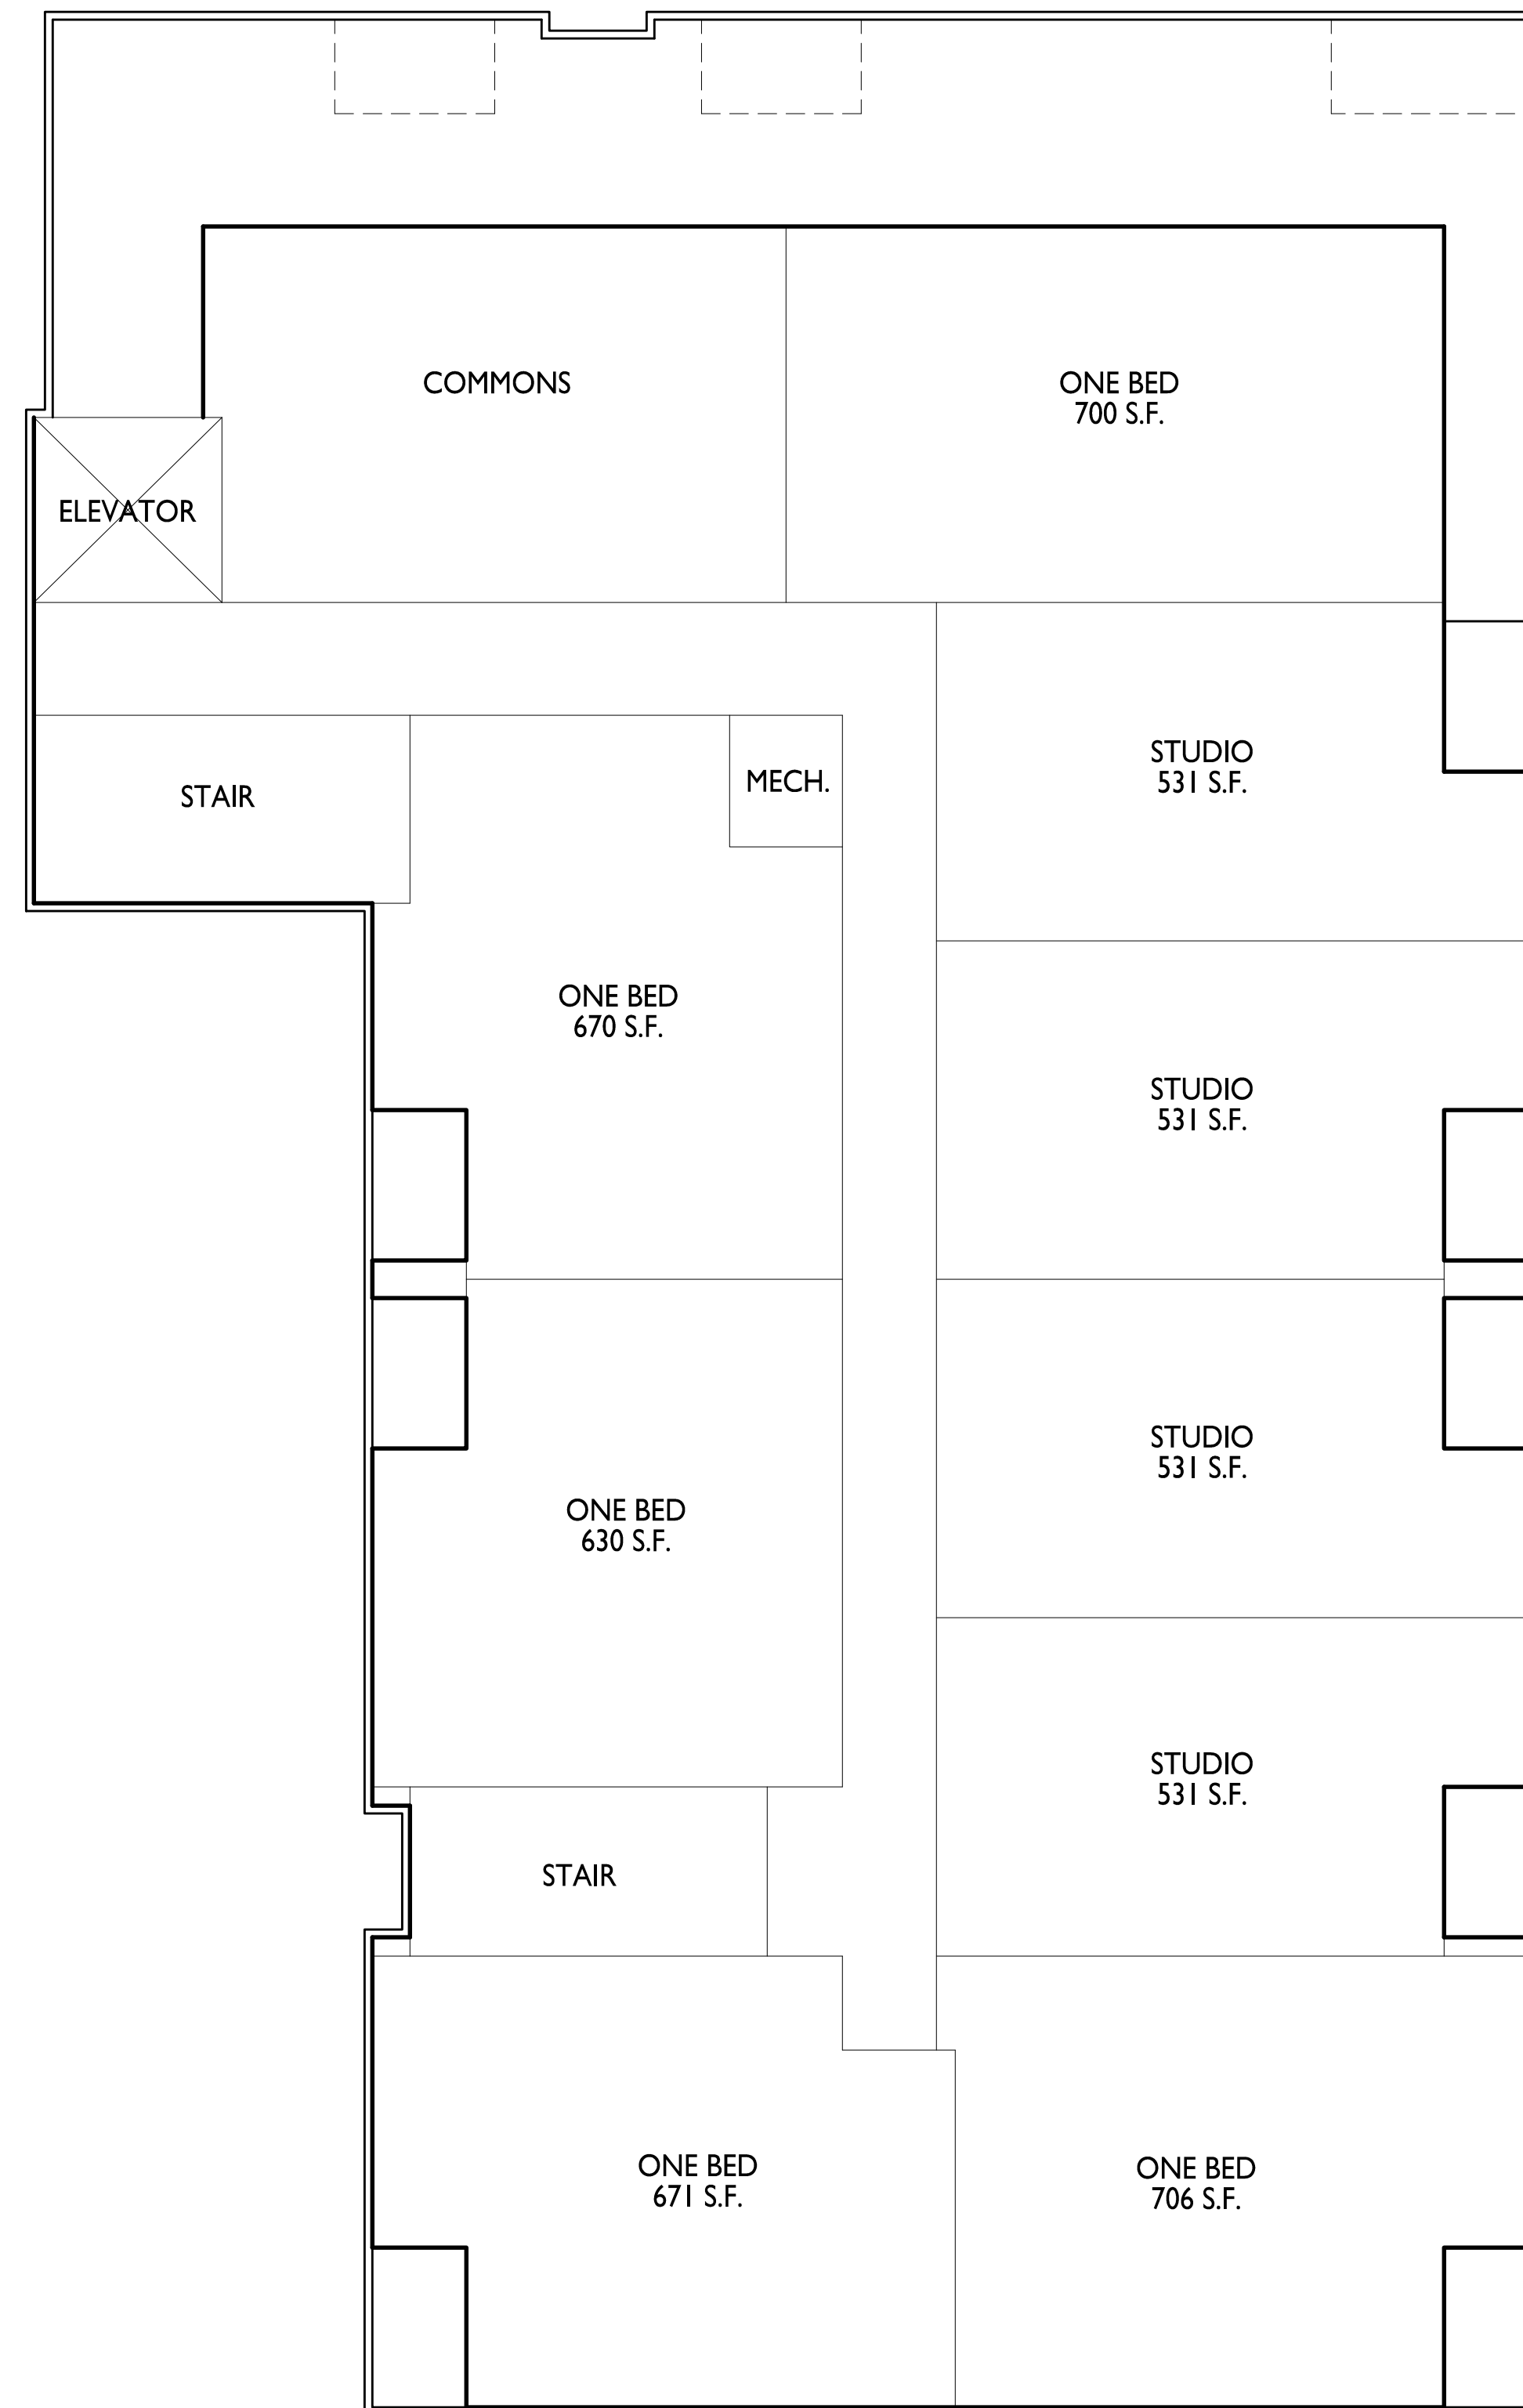 COMMONS
ONE BED
700 S.F.
ELEVATOR
STUDIO
531 S.F.
MECH.
STAIR
ONE BED
670 S.F.
STUDIO
531 S.F.
STUDIO
531 S.F.
ONE BED
630 S.F.
STUDIO
531 S.F.
STAIR
ONE BED
671 S.F.
ONE BED
706 S.F.